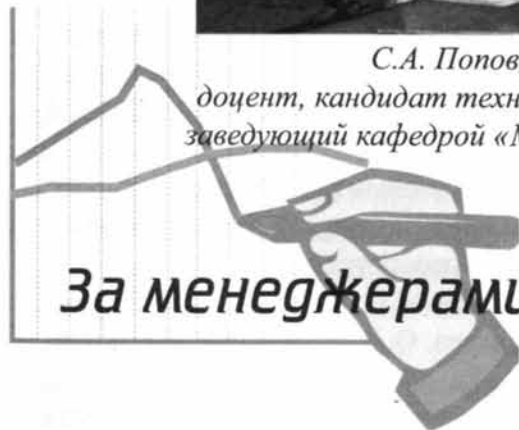 С.А. Попов
доцент, кандидат техн
заведующий кафедрой «
За менеджерами